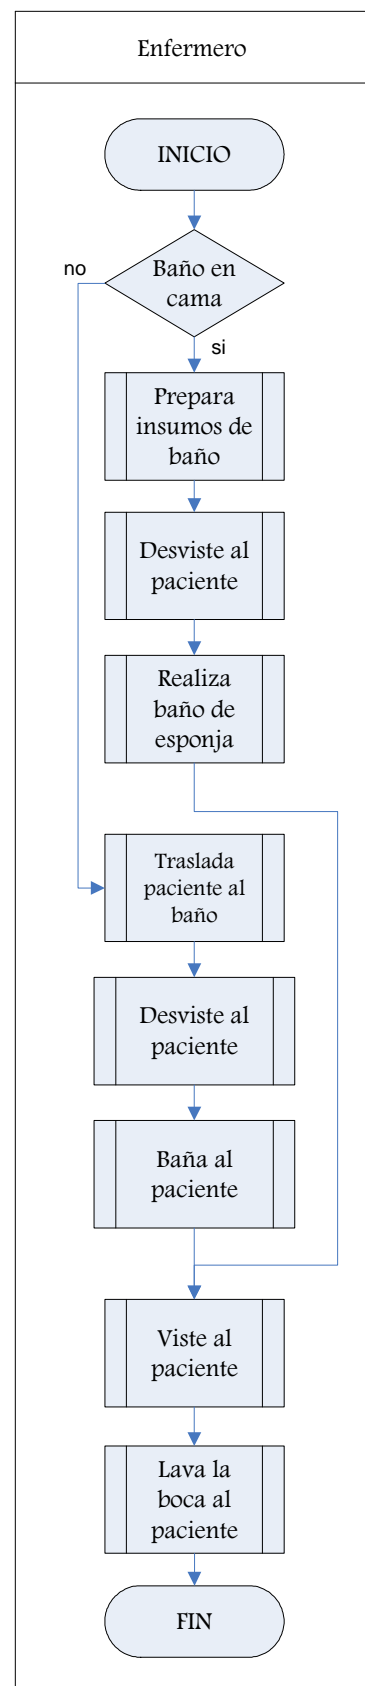 Enfermero
INICIO
no
Baño en
cama
si
Prepara
insumos de
baño
Desviste al
paciente
Realiza
baño de
esponja
Traslada
paciente al
baño
Desviste al
paciente
Baña al
paciente
Viste al
paciente
Lava la
boca al
paciente
FIN